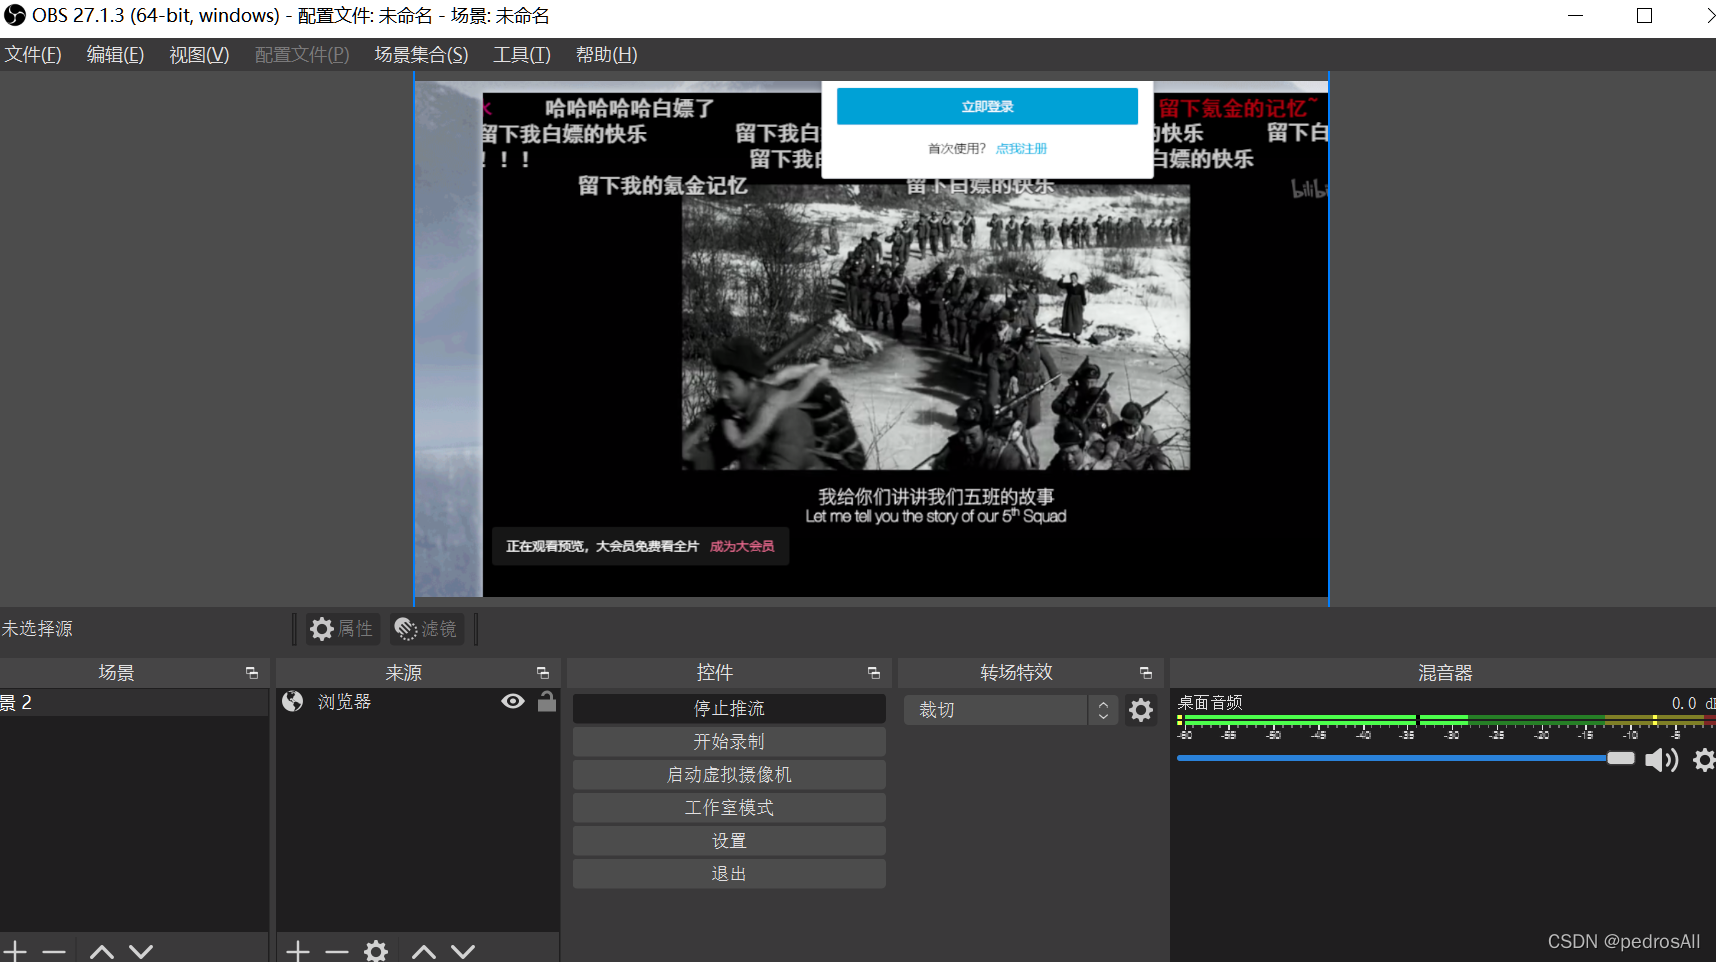 OBS 27.1.3 (64-bit, windows) - 配置文件: 未命名 - 场景: 未命名
文件(F) 编辑(E) 视图(V) 配置文件(P) 场景集合(S) 工具(T) 帮助(H)
哈哈哈哈哈白嫖了
立即登录
留下氪金的记忆~
留下我白嫖的快乐
留下我白
的快乐
留下白
！！！
留下我
首次使用? 点我注册
白嫖的快乐
留下我的氪金记忆
留下白嫖的快乐
bilibi
我给你们讲讲我们五班的故事
Let me tell you the story of our 5th Squad
正在观看预览，大会员免费看全片 成为大会员
未选择源 属性 滤镜
场景 来源 控件 转场特效 混音器
景 2 浏览器 停止推流 裁切 桌面音频 0.0 dB
-60 -55 -50 -45 -40 -35 -30 -25 -20 -15 -10 -5
开始录制
启动虚拟摄像机
工作室模式
设置
退出
CSDN @pedrosAll